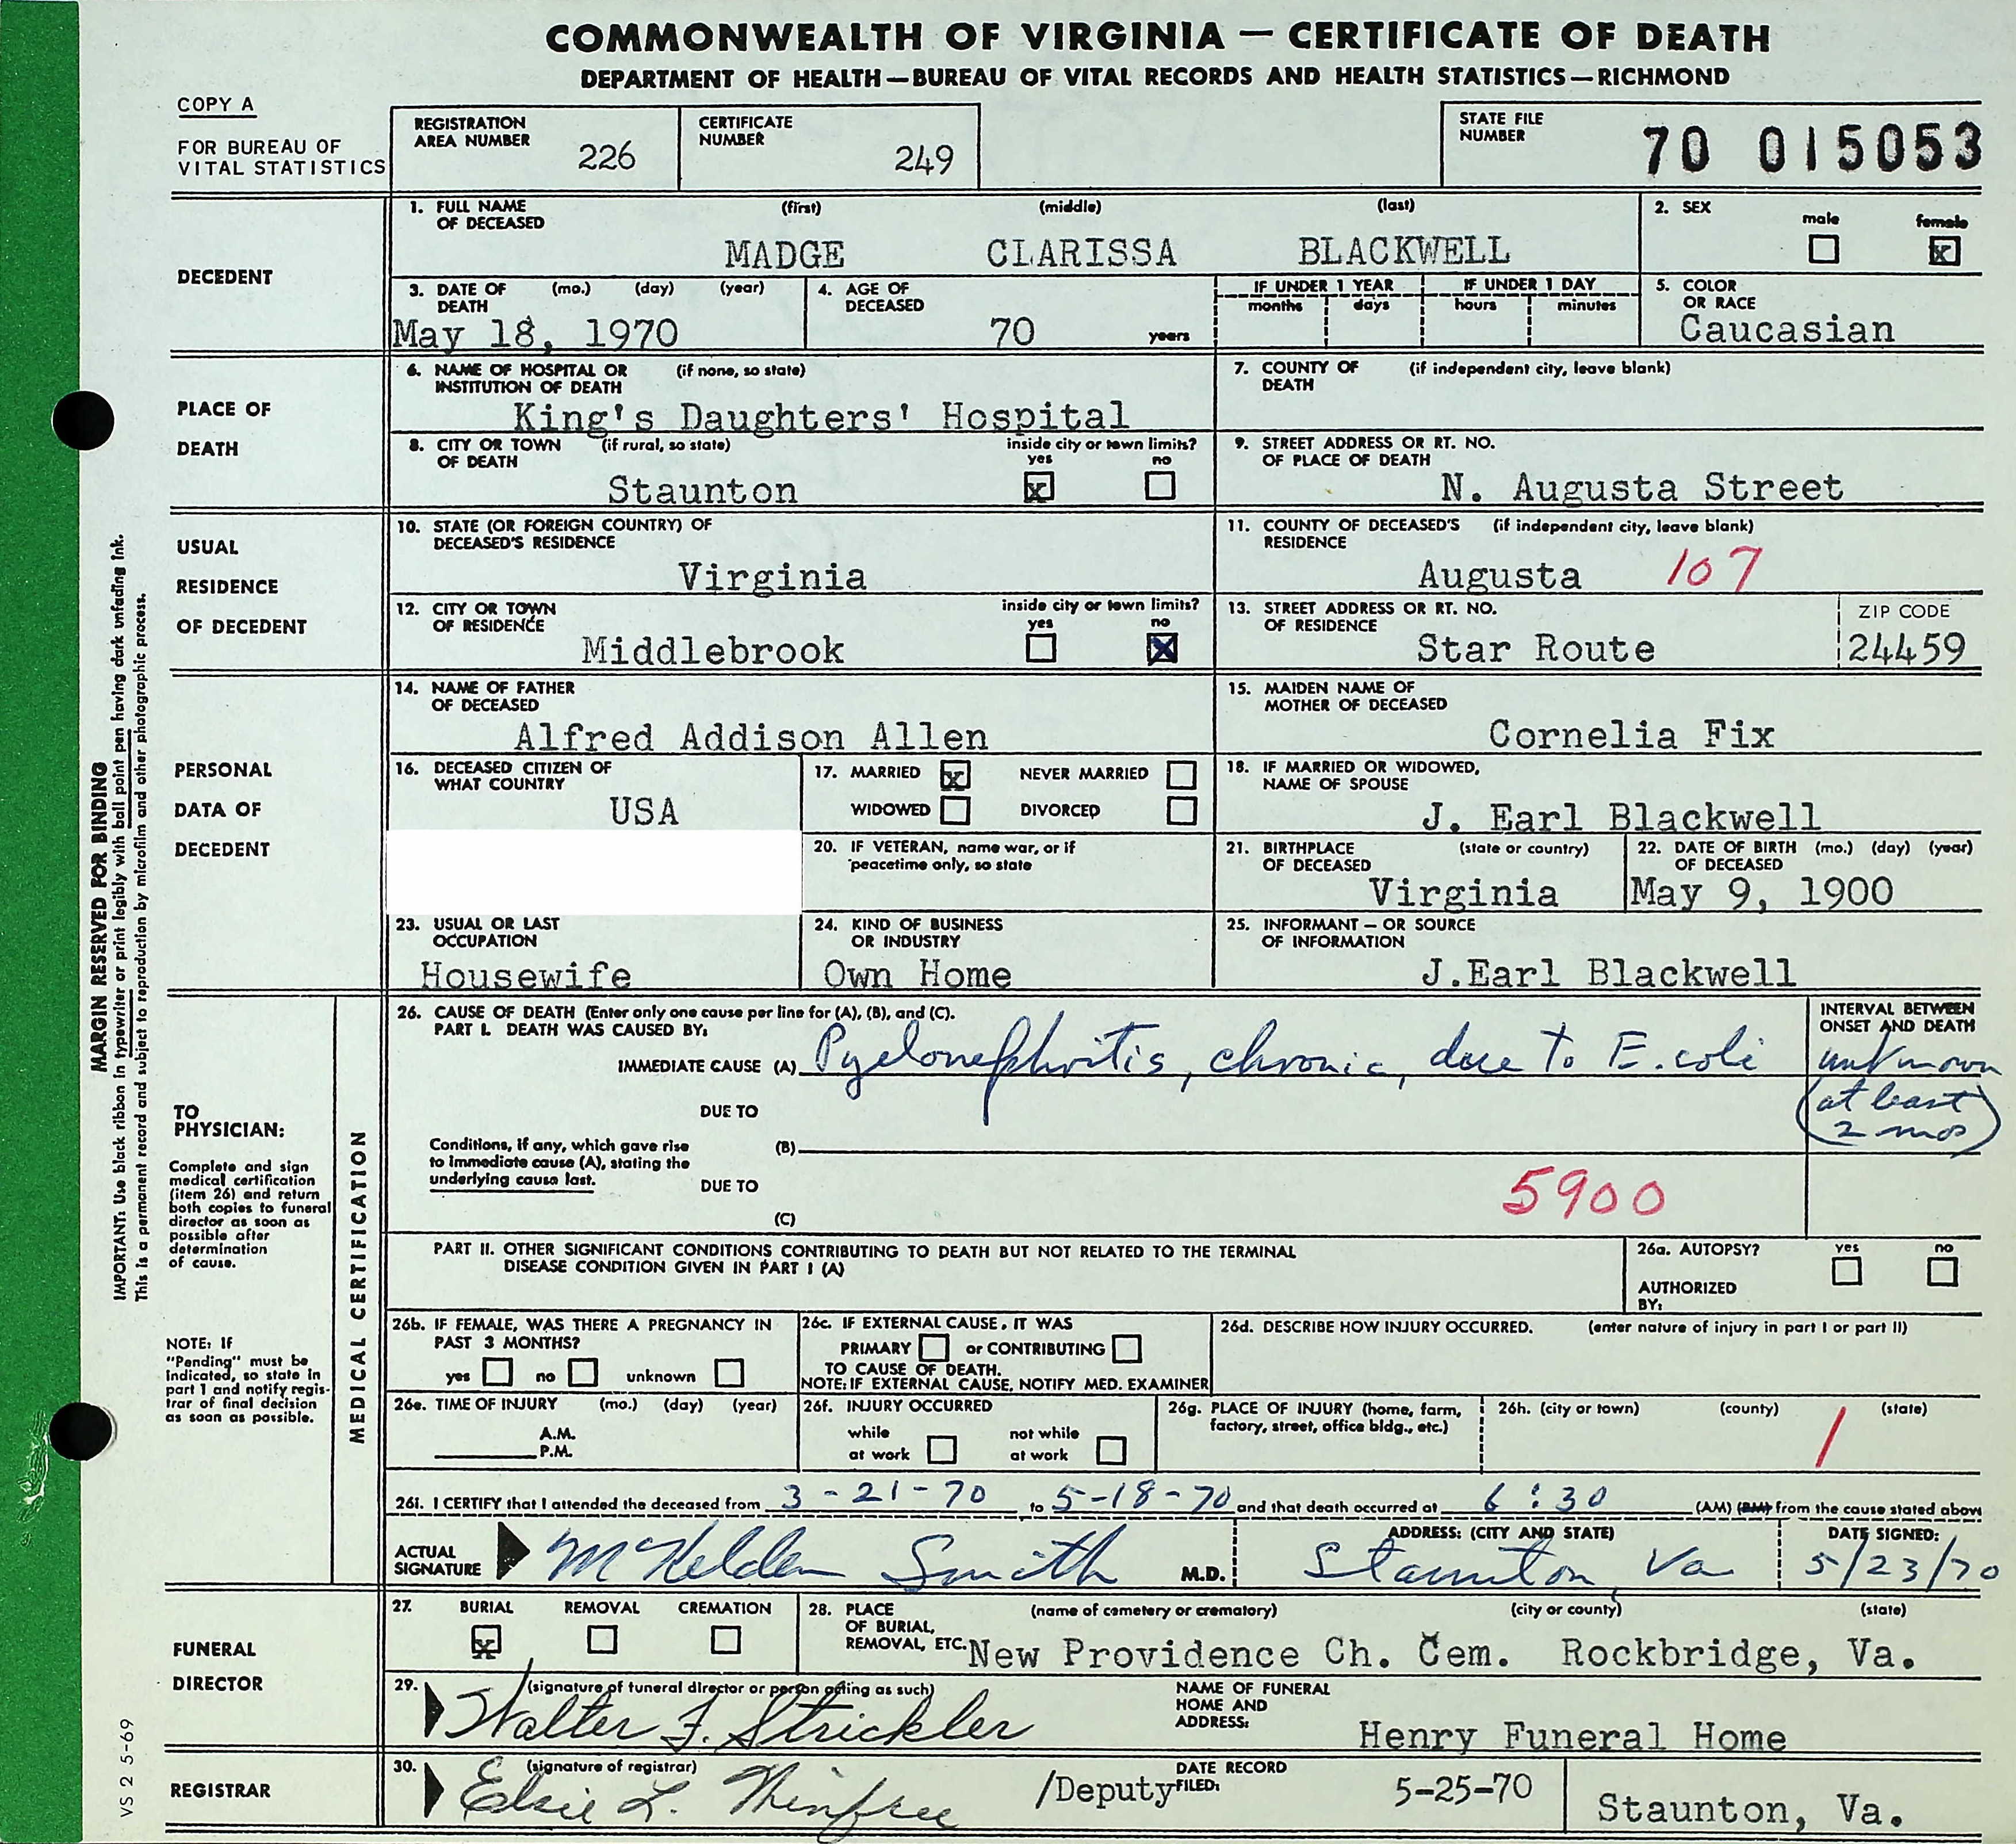 COMMONWEALTH OF VIRGINIA — CERTIFICATE OF DEATH
DEPARTMENT OF HEALTH—BUREAU OF VITAL RECORDS AND HEALTH STATISTICS—RICHMOND
COPY A
FOR BUREAU OF
VITAL STATISTICS
REGISTRATION
AREA NUMBER 226
CERTIFICATE
NUMBER 249
STATE FILE
NUMBER 70 015053
DECEDENT
1. FULL NAME (first) (middle) (last)
OF DECEASED
MADGE CLARISSA BLACKWELL
2. SEX male female
x
3. DATE OF (mo.) (day) (year)
DEATH
May 18, 1970
4. AGE OF
DECEASED
70 years
IF UNDER 1 YEAR IF UNDER 1 DAY
months days hours minutes
5. COLOR
OR RACE
Caucasian
PLACE OF
DEATH
6. NAME OF HOSPITAL OR (if none, so state)
INSTITUTION OF DEATH
King's Daughters' Hospital
7. COUNTY OF (if independent city, leave blank)
DEATH
8. CITY OR TOWN (if rural, so state) inside city or town limits?
OF DEATH yes no
Staunton x
9. STREET ADDRESS OR RT. NO.
OF PLACE OF DEATH
N. Augusta Street
USUAL
RESIDENCE
OF DECEDENT
10. STATE (OR FOREIGN COUNTRY) OF
DECEASED'S RESIDENCE
Virginia
11. COUNTY OF DECEASED'S (if independent city, leave blank)
RESIDENCE
Augusta 107
12. CITY OR TOWN inside city or town limits?
OF RESIDENCE yes no
Middlebrook X
13. STREET ADDRESS OR RT. NO.
OF RESIDENCE
Star Route
ZIP CODE
24459
PERSONAL
DATA OF
DECEDENT
14. NAME OF FATHER
OF DECEASED
Alfred Addison Allen
15. MAIDEN NAME OF
MOTHER OF DECEASED
Cornelia Fix
16. DECEASED CITIZEN OF
WHAT COUNTRY
USA
17. MARRIED x NEVER MARRIED
WIDOWED DIVORCED
18. IF MARRIED OR WIDOWED,
NAME OF SPOUSE
J. Earl Blackwell
20. IF VETERAN, name war, or if
peacetime only, so state
21. BIRTHPLACE (state or country)
OF DECEASED
Virginia
22. DATE OF BIRTH (mo.) (day) (year)
OF DECEASED
May 9, 1900
23. USUAL OR LAST
OCCUPATION
Housewife
24. KIND OF BUSINESS
OR INDUSTRY
Own Home
25. INFORMANT — OR SOURCE
OF INFORMATION
J.Earl Blackwell
MARGIN RESERVED FOR BINDING
IMPORTANT: Use black ribbon in typewriter or print legibly with ball point pen having dark unfading ink.
This is a permanent record and subject to reproduction by microfilm and other photographic process.
TO
PHYSICIAN:
Complete and sign
medical certification
(item 26) and return
both copies to funeral
director as soon as
possible after
determination
of cause.
NOTE: IF
"Pending" must be
indicated, so state in
part 1 and notify regis-
trar of final decision
as soon as possible.
MEDICAL CERTIFICATION
26. CAUSE OF DEATH (Enter only one cause per line for (A), (B), and (C).
PART I. DEATH WAS CAUSED BY:
INTERVAL BETWEEN
ONSET AND DEATH
IMMEDIATE CAUSE (A) Pyelonephritis, chronic, due to E. coli
unknown
(at least
2 mos)
DUE TO
Conditions, if any, which gave rise
to immediate cause (A), stating the
underlying cause last.
(B)
DUE TO
5900
(C)
PART II. OTHER SIGNIFICANT CONDITIONS CONTRIBUTING TO DEATH BUT NOT RELATED TO THE TERMINAL
DISEASE CONDITION GIVEN IN PART I (A)
26a. AUTOPSY? yes no
AUTHORIZED
BY:
26b. IF FEMALE, WAS THERE A PREGNANCY IN
PAST 3 MONTHS?
yes no unknown
26c. IF EXTERNAL CAUSE, IT WAS
PRIMARY or CONTRIBUTING
TO CAUSE OF DEATH.
NOTE: IF EXTERNAL CAUSE, NOTIFY MED. EXAMINER
26d. DESCRIBE HOW INJURY OCCURRED. (enter nature of injury in part I or part II)
26e. TIME OF INJURY (mo.) (day) (year)
A.M.
P.M.
26f. INJURY OCCURRED
while not while
at work at work
26g. PLACE OF INJURY (home, farm,
factory, street, office bldg., etc.)
26h. (city or town) (county) (state)
1
26i. I CERTIFY that I attended the deceased from 3-21-70 to 5-18-70 and that death occurred at 6:30 (AM) (PM) from the cause stated above
ACTUAL
SIGNATURE McKelden Smith M.D.
ADDRESS: (CITY AND STATE)
Staunton, Va
DATE SIGNED:
5/23/70
FUNERAL
DIRECTOR
27. BURIAL REMOVAL CREMATION
x
28. PLACE (name of cemetery or crematory) (city or county) (state)
OF BURIAL,
REMOVAL, ETC. New Providence Ch. Cem. Rockbridge, Va.
29. (signature of funeral director or person acting as such)
Walter F. Strickler
NAME OF FUNERAL
HOME AND
ADDRESS:
Henry Funeral Home
REGISTRAR
30. (signature of registrar)
Elsie L. /Deputy
DATE RECORD
FILED: 5-25-70
Staunton, Va.
VS 2 5-69